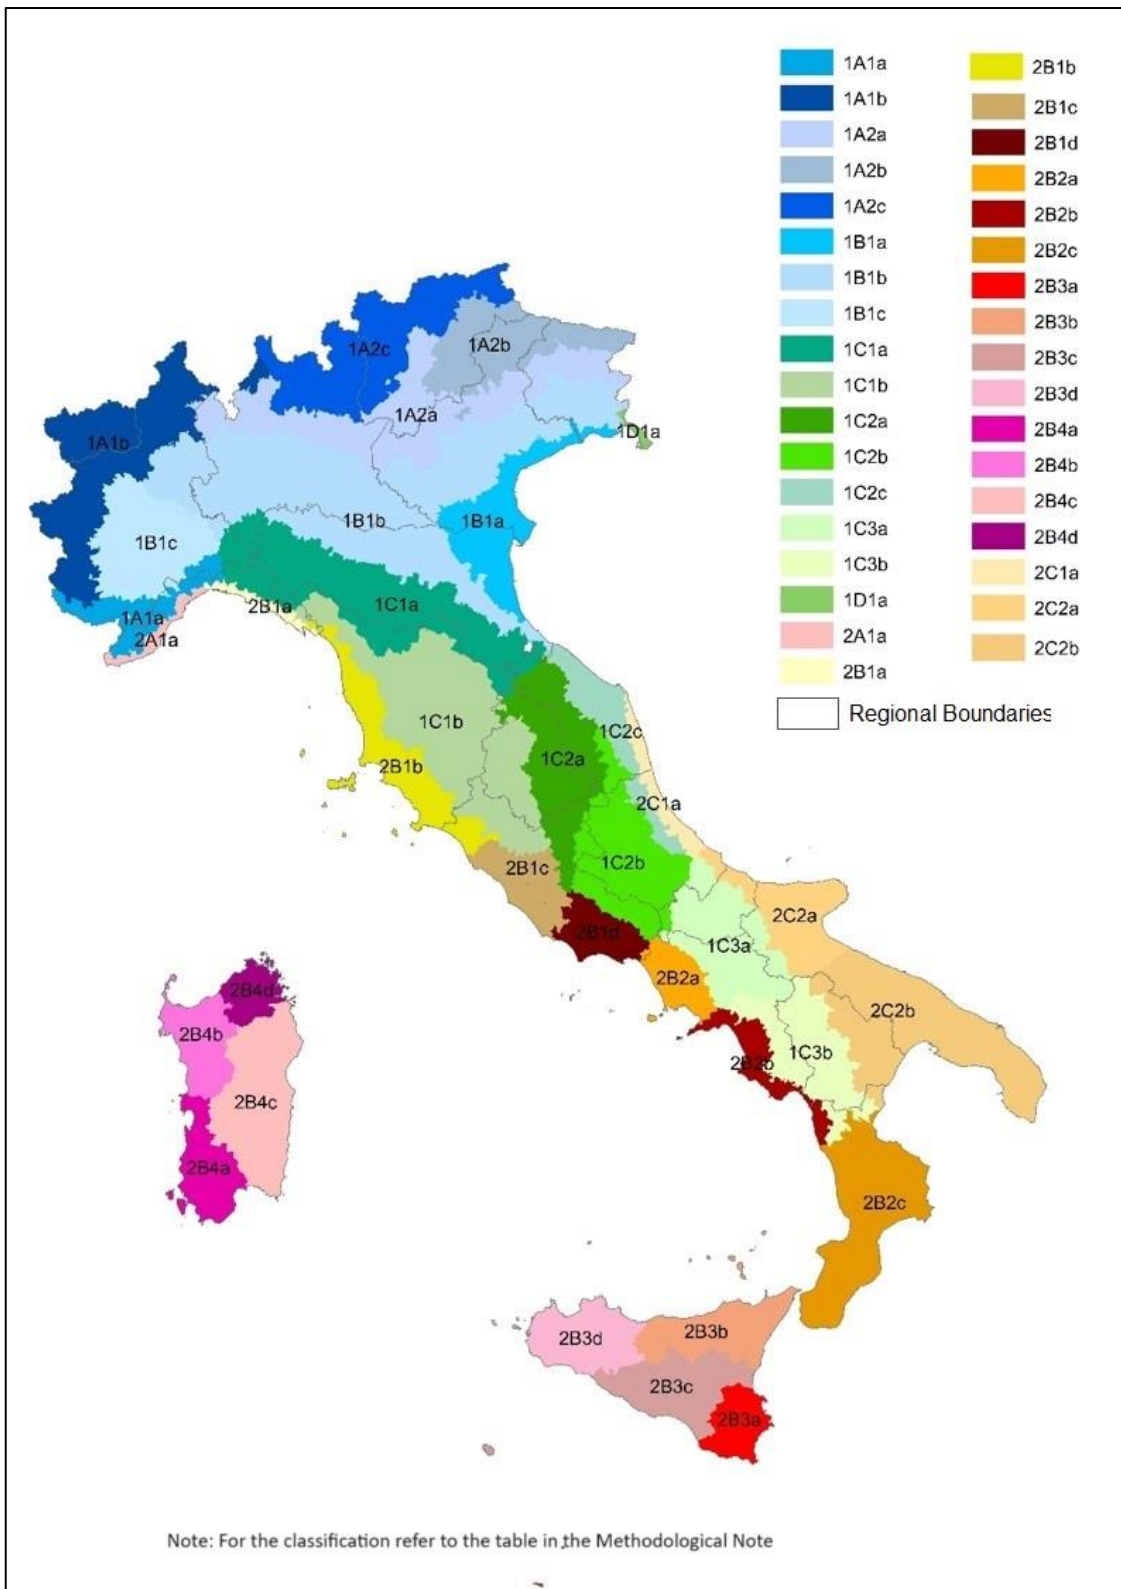 1A1a
1A1b
1A2a
1A2b
1A2c
1B1a
1B1b
1B1c
1C1a
1C1b
1C2a
1C2b
1C2c
1C3a
1C3b
1D1a
2A1a
2B1a
2B1b
2B1c
2B1d
2B2a
2B2b
2B2c
2B3a
2B3b
2B3c
2B3d
2B4a
2B4b
2B4c
2B4d
2C1a
2C2a
2C2b
Regional Boundaries
1A2c
1A2b
1A2a
1D1a
1A1b
1B1b
1B1a
1B1c
1C1a
2B1a
1A1a
2A1a
1C1b
1C2c
1C2a
2B1b
2C1a
1C2b
2B1c
2C2a
2B1d
1C3a
2B2a
2B4d
2C2b
2B4b
1C3b
2B2b
2B4c
2B4a
2B2c
2B3b
2B3d
2B3c
2B3a
Note: For the classification refer to the table in the Methodological Note